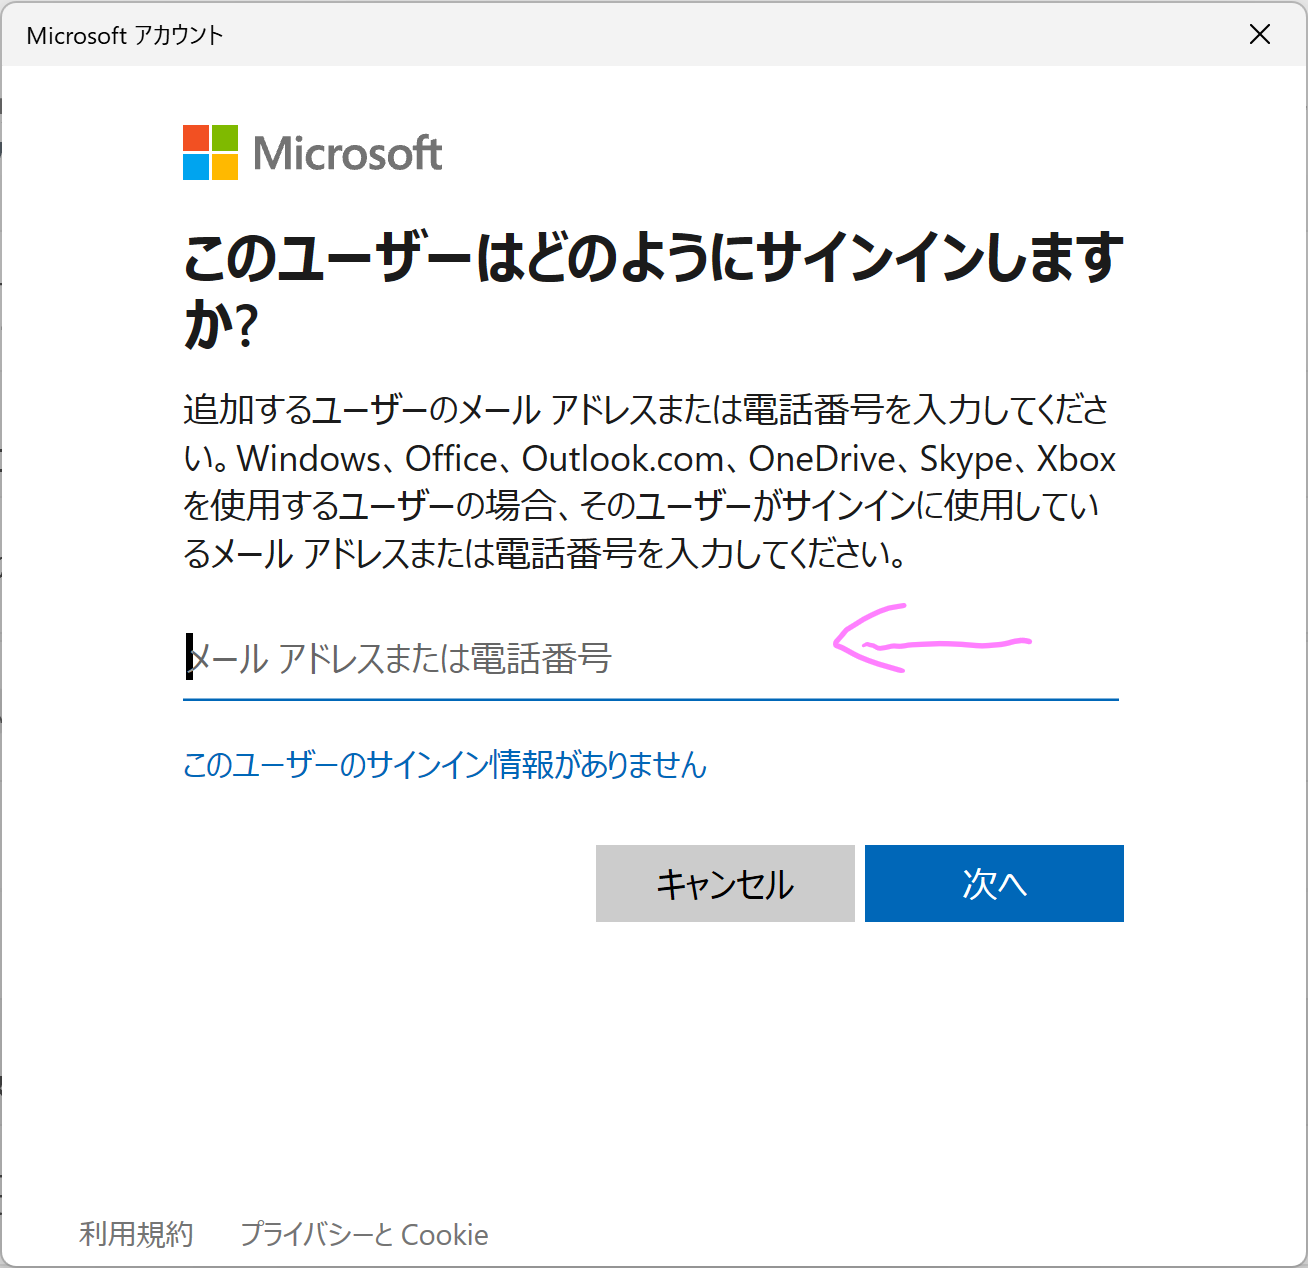 Microsoft アカウント
Microsoft
このユーザーはどのようにサインインします
か?
追加するユーザーのメール アドレスまたは電話番号を入力してくださ
い。Windows、Office、Outlook.com、OneDrive、Skype、Xbox
を使用するユーザーの場合、そのユーザーがサインインに使用してい
るメール アドレスまたは電話番号を入力してください。
メール アドレスまたは電話番号
このユーザーのサインイン情報がありません
キャンセル 次へ
利用規約 プライバシーと Cookie